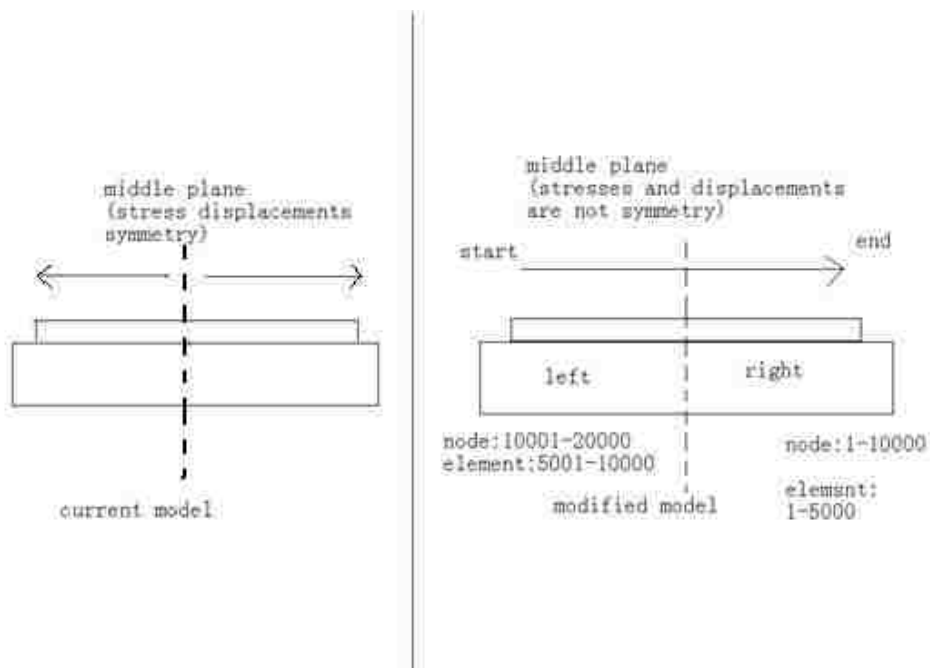 middle plane
(stress displacements
symmetry)
current model
middle plane
(stresses and displacements
are not symmetry)
start
end
left
right
node:10001-20000
element:5001-10000
node:1-10000
elemsnt:
1-5000
modified model